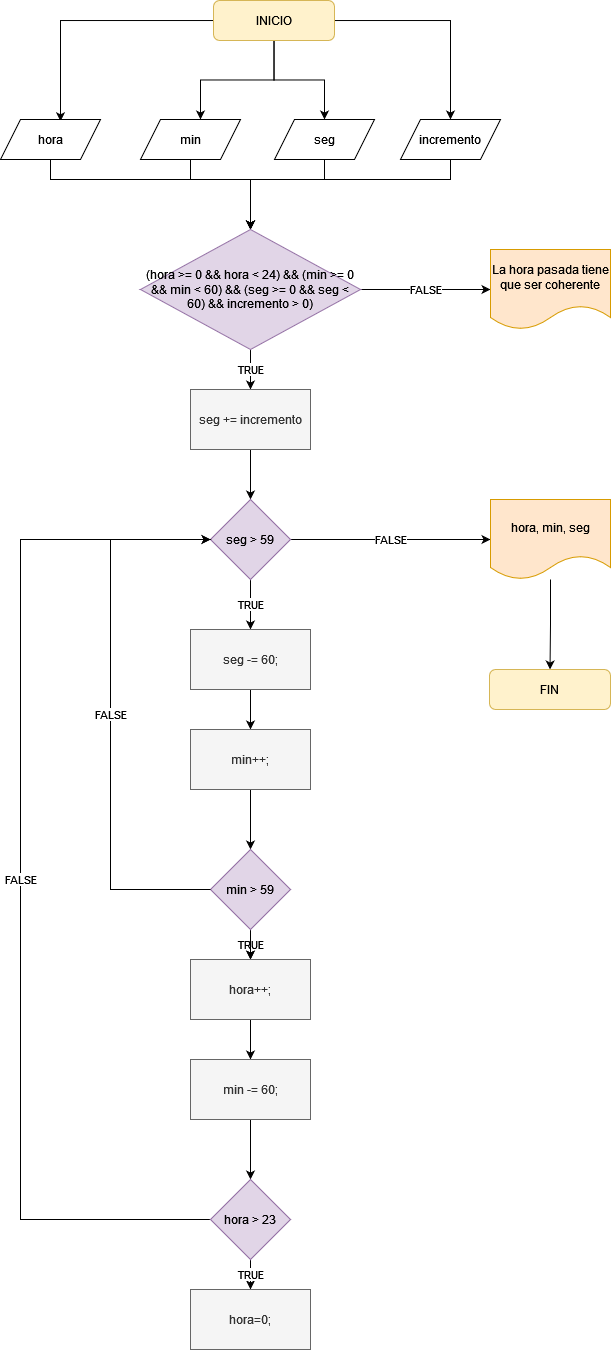 INICIO
hora
min
seg
incremento
(hora >= 0 && hora < 24) && (min >= 0
&& min < 60) && (seg >= 0 && seg <
60) && incremento > 0)
FALSE
La hora pasada tiene
que ser coherente
TRUE
seg += incremento
seg > 59
FALSE
hora, min, seg
TRUE
seg -= 60;
FIN
FALSE
min++;
FALSE
min > 59
TRUE
hora++;
min -= 60;
hora > 23
TRUE
hora=0;